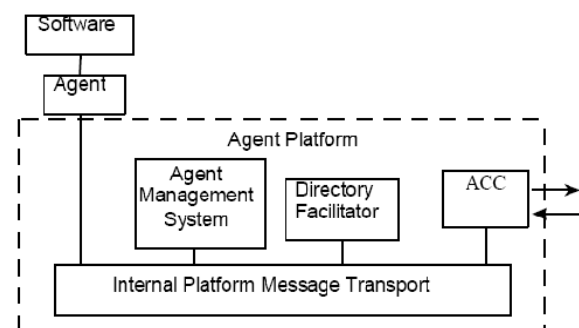 Software
Agent
Agent Platform
Agent
Management
System
Directory
Facilitator
ACC
Internal Platform Message Transport